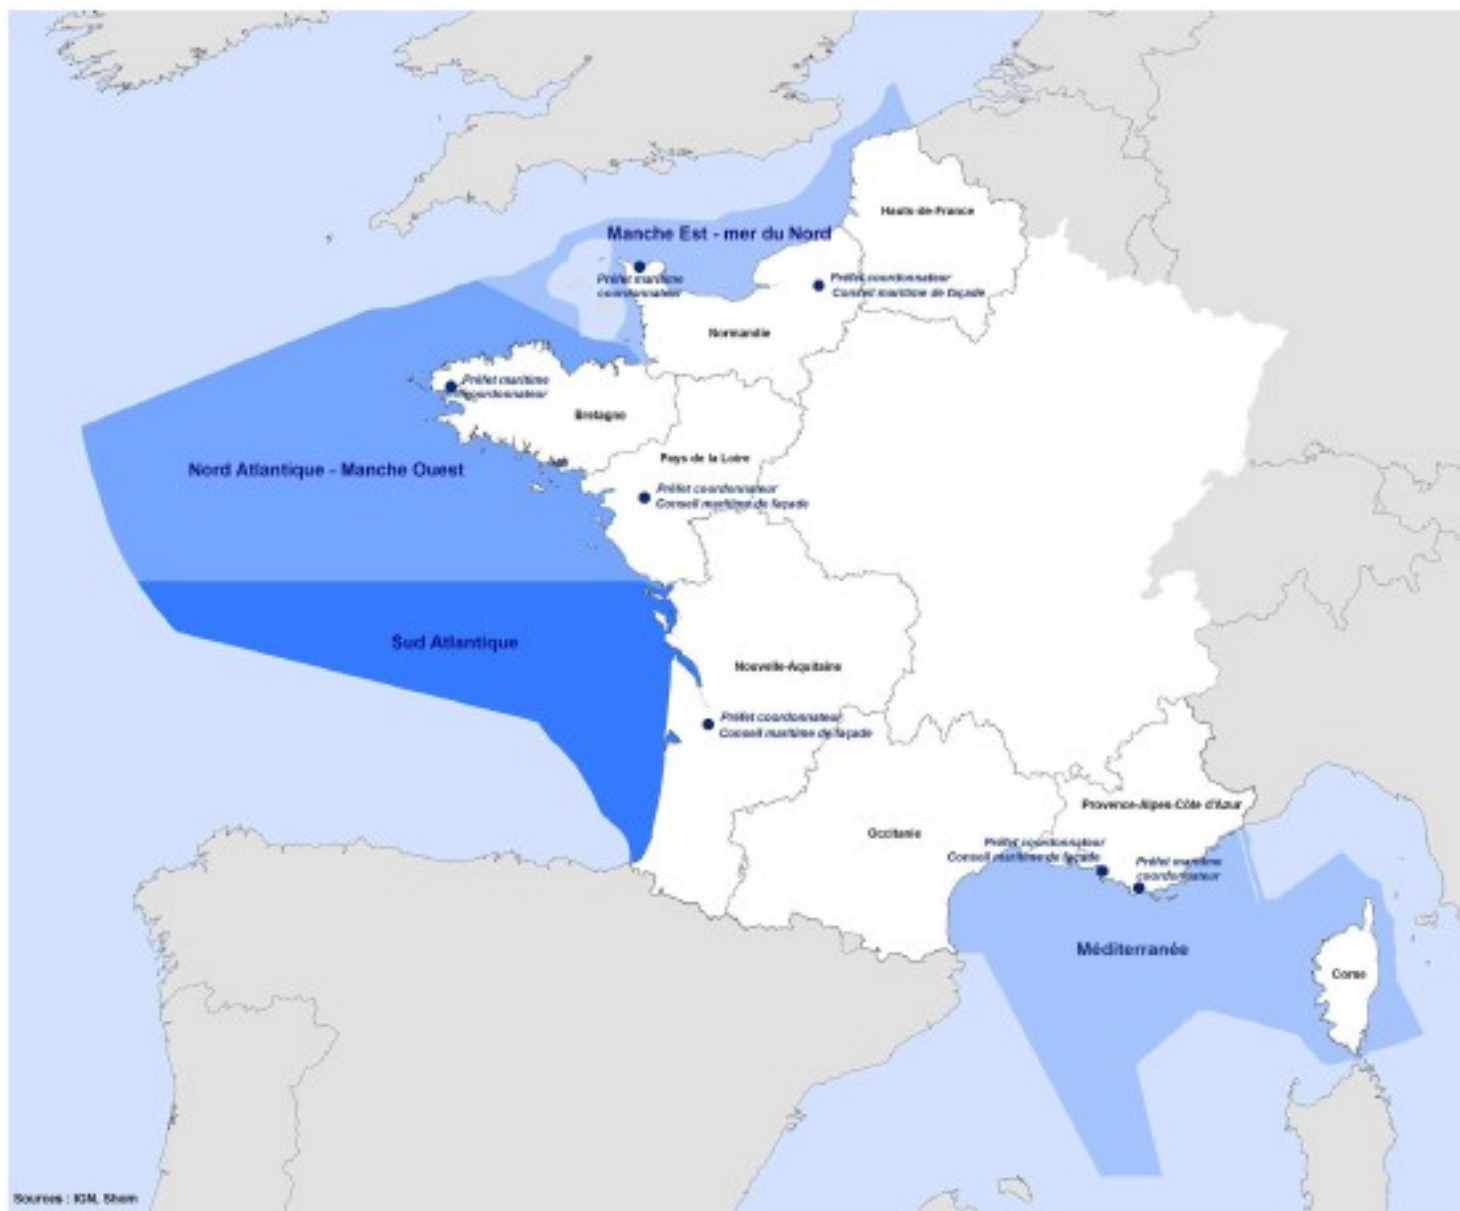 Hauts-de-France
Manche Est - mer du Nord
Préfet maritime
coordonnateur
Préfet coordonnateur
Conseil maritime de façade
Normandie
Préfet maritime
coordonnateur
Bretagne
Pays de la Loire
Nord Atlantique - Manche Ouest
Préfet coordonnateur
Conseil maritime de façade
Sud Atlantique
Nouvelle-Aquitaine
Préfet coordonnateur
Conseil maritime de façade
Provence-Alpes-Côte d'Azur
Occitanie
Préfet coordonnateur
Conseil maritime de façade
Préfet maritime
coordonnateur
Méditerranée
Corse
Sources : IGN, Shom